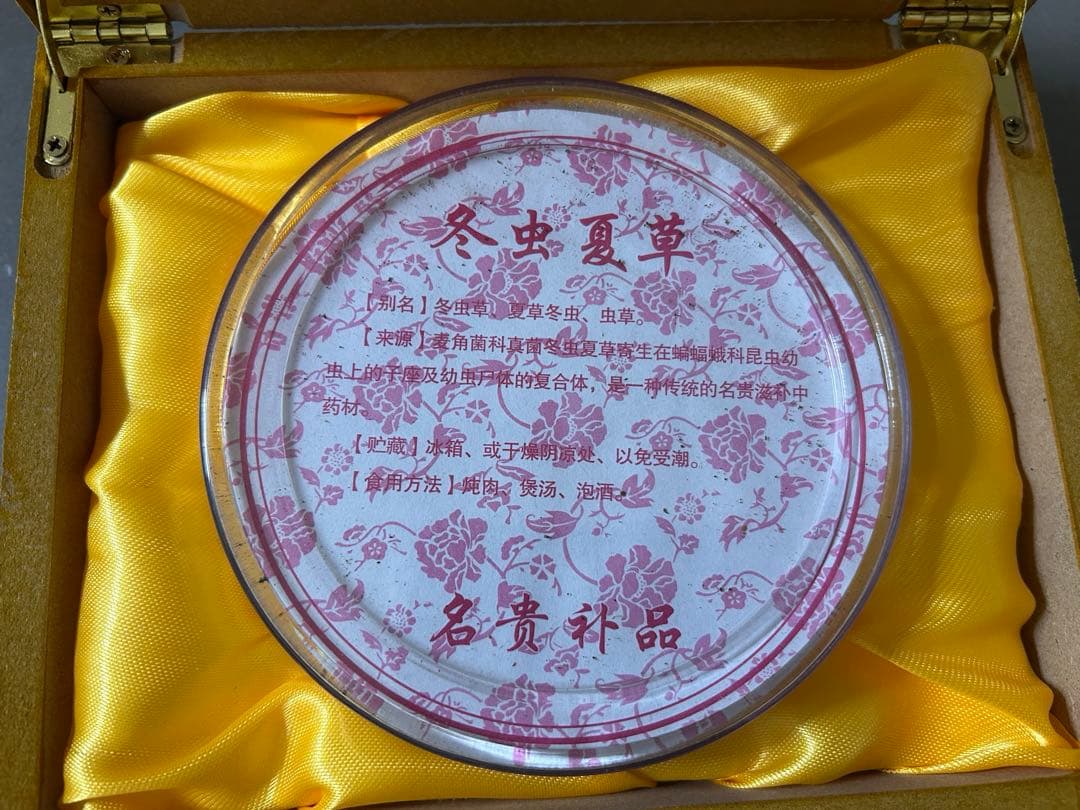 冬虫夏草
【别名】冬虫草、夏草冬虫、虫草。
【来源】麦角菌科真菌冬虫夏草寄生在蝙蝠蛾科昆虫幼
虫上的子座及幼虫尸体的复合体，是一种传统的名贵滋补中
药材。
【贮藏】冰箱、或干燥阴凉处、以免受潮。
【食用方法】炖肉、煲汤、泡酒。
名贵补品